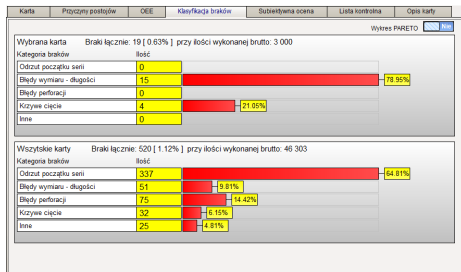 Karta Przyczyny postojów OEE Klasyfikacja braków Subiektywna ocena Lista kontrolna Opis karty
Wykres PARETO Nie
Wybrana karta Braki łącznie: 19 [ 0.63% ] przy ilości wykonanej brutto: 3 000
Kategoria braków Ilość
Odrzut początku serii 0
Błędy wymiaru - długości 15 78.95%
Błędy perforacji 0
Krzywe cięcie 4 21.05%
Inne 0
Wszytskie karty Braki łącznie: 520 [ 1.12% ] przy ilości wykonanej brutto: 46 303
Kategoria braków Ilość
Odrzut początku serii 337 64.81%
Błędy wymiaru - długości 51 9.81%
Błędy perforacji 75 14.42%
Krzywe cięcie 32 6.15%
Inne 25 4.81%